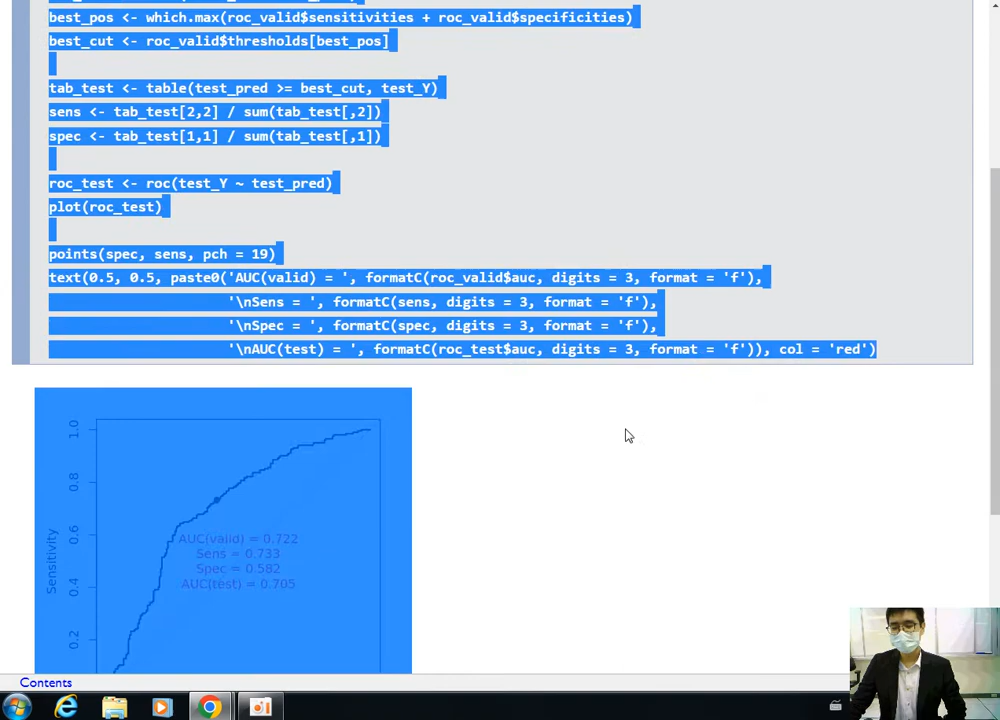 best_pos <- which.max(roc_valid$sensitivities + roc_valid$specificities)
best_cut <- roc_valid$thresholds[best_pos]
tab_test <- table(test_pred >= best_cut, test_Y)
sens <- tab_test[2,2] / sum(tab_test[,2])
spec <- tab_test[1,1] / sum(tab_test[,1])
roc_test <- roc(test_Y ~ test_pred)
plot(roc_test)
points(spec, sens, pch = 19)
text(0.5, 0.5, paste0('AUC(valid) = ', formatC(roc_valid$auc, digits = 3, format = 'f'),
'\nSens = ', formatC(sens, digits = 3, format = 'f'),
'\nSpec = ', formatC(spec, digits = 3, format = 'f'),
'\nAUC(test) = ', formatC(roc_test$auc, digits = 3, format = 'f')), col = 'red')
1.0
0.8
0.6
0.4
0.2
Sensitivity
AUC(valid) = 0.722
Sens = 0.733
Spec = 0.582
AUC(test) = 0.705
Contents